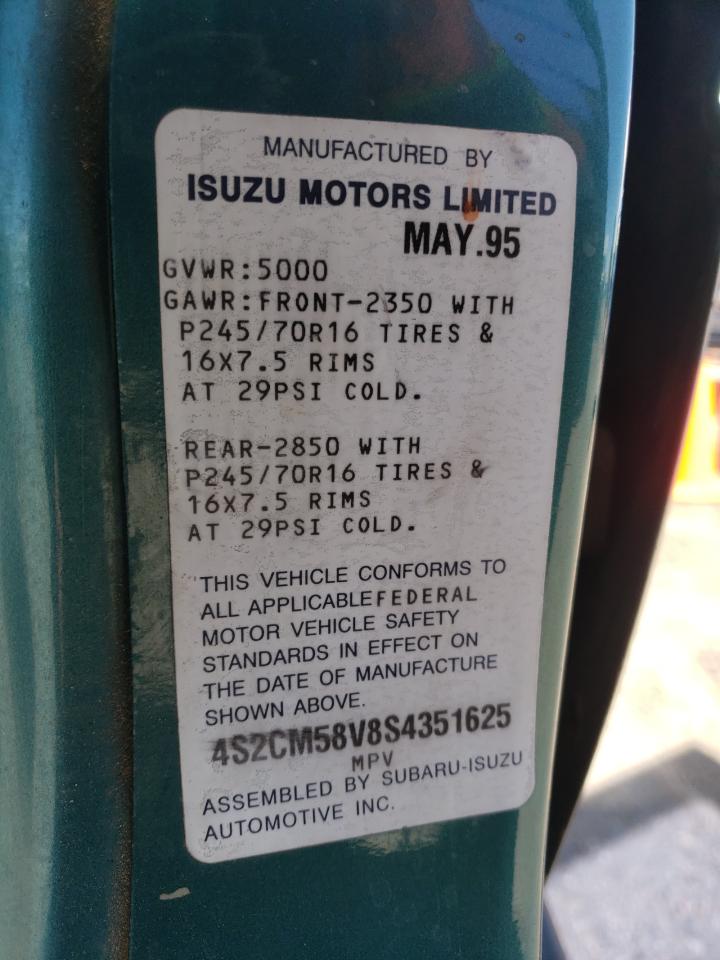 MANUFACTURED BY
ISUZU MOTORS LIMITED
MAY.95
GVWR:5000
GAWR:FRONT-2350 WITH
P245/70R16 TIRES &
16X7.5 RIMS
AT 29PSI COLD.
REAR-2850 WITH
P245/70R16 TIRES &
16X7.5 RIMS
AT 29PSI COLD.
THIS VEHICLE CONFORMS TO
ALL APPLICABLE FEDERAL
MOTOR VEHICLE SAFETY
STANDARDS IN EFFECT ON
THE DATE OF MANUFACTURE
SHOWN ABOVE.
4S2CM58V8S4351625
MPV
ASSEMBLED BY SUBARU-ISUZU
AUTOMOTIVE INC.